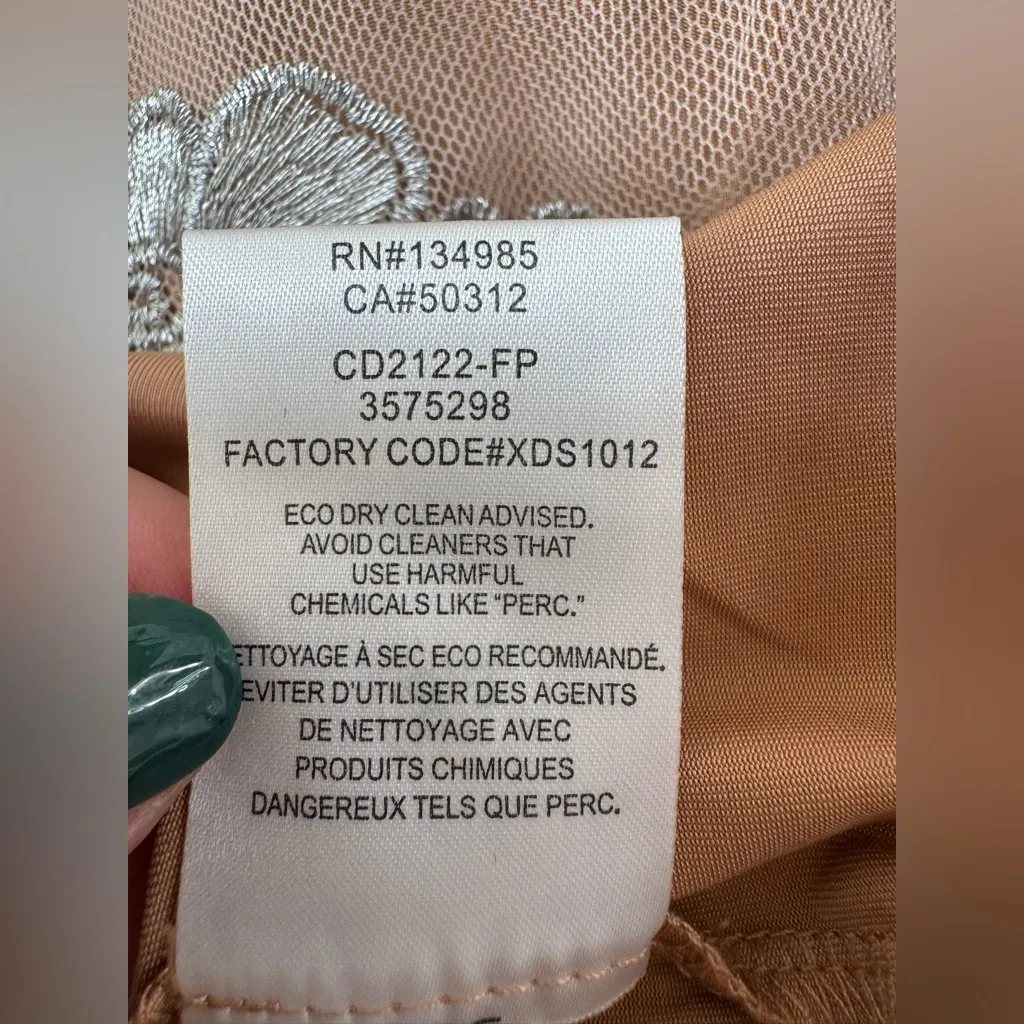 RN#134985
CA#50312
CD2122-FP
3575298
FACTORY CODE#XDS1012
ECO DRY CLEAN ADVISED.
AVOID CLEANERS THAT
USE HARMFUL
CHEMICALS LIKE "PERC."
ETTOYAGE À SEC ECO RECOMMANDÉ.
EVITER D'UTILISER DES AGENTS
DE NETTOYAGE AVEC
PRODUITS CHIMIQUES
DANGEREUX TELS QUE PERC.